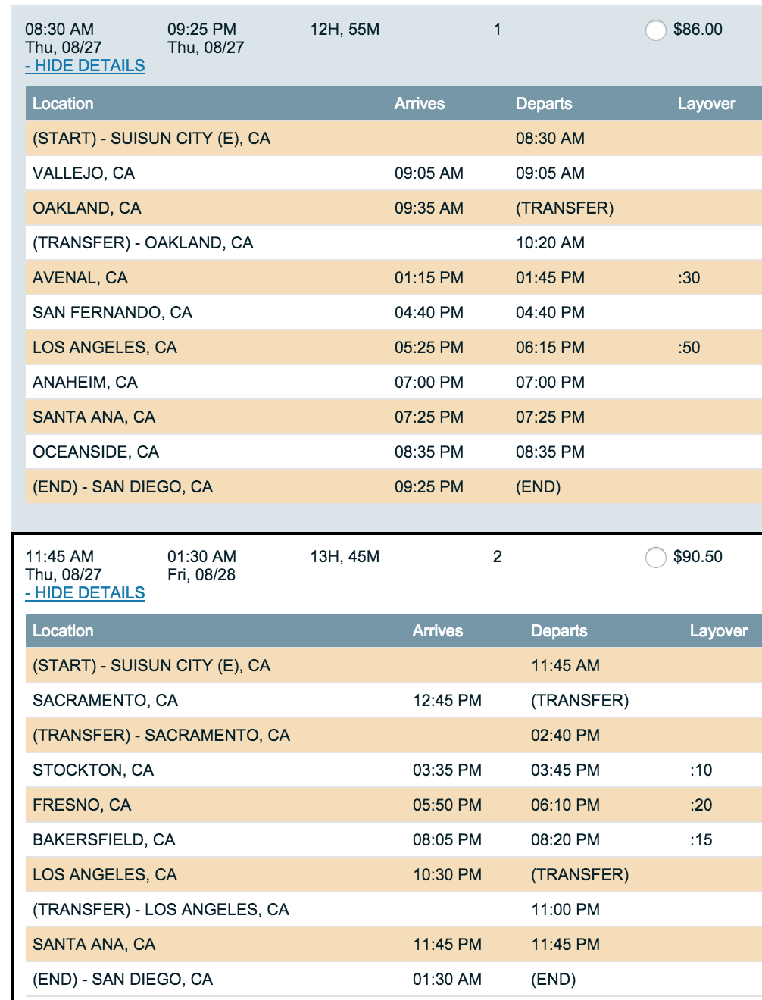 08:30 AM 09:25 PM 12H, 55M 1 $86.00
Thu, 08/27 Thu, 08/27
- HIDE DETAILS
Location Arrives Departs Layover
(START) - SUISUN CITY (E), CA 08:30 AM
VALLEJO, CA 09:05 AM 09:05 AM
OAKLAND, CA 09:35 AM (TRANSFER)
(TRANSFER) - OAKLAND, CA 10:20 AM
AVENAL, CA 01:15 PM 01:45 PM :30
SAN FERNANDO, CA 04:40 PM 04:40 PM
LOS ANGELES, CA 05:25 PM 06:15 PM :50
ANAHEIM, CA 07:00 PM 07:00 PM
SANTA ANA, CA 07:25 PM 07:25 PM
OCEANSIDE, CA 08:35 PM 08:35 PM
(END) - SAN DIEGO, CA 09:25 PM (END)
11:45 AM 01:30 AM 13H, 45M 2 $90.50
Thu, 08/27 Fri, 08/28
- HIDE DETAILS
Location Arrives Departs Layover
(START) - SUISUN CITY (E), CA 11:45 AM
SACRAMENTO, CA 12:45 PM (TRANSFER)
(TRANSFER) - SACRAMENTO, CA 02:40 PM
STOCKTON, CA 03:35 PM 03:45 PM :10
FRESNO, CA 05:50 PM 06:10 PM :20
BAKERSFIELD, CA 08:05 PM 08:20 PM :15
LOS ANGELES, CA 10:30 PM (TRANSFER)
(TRANSFER) - LOS ANGELES, CA 11:00 PM
SANTA ANA, CA 11:45 PM 11:45 PM
(END) - SAN DIEGO, CA 01:30 AM (END)